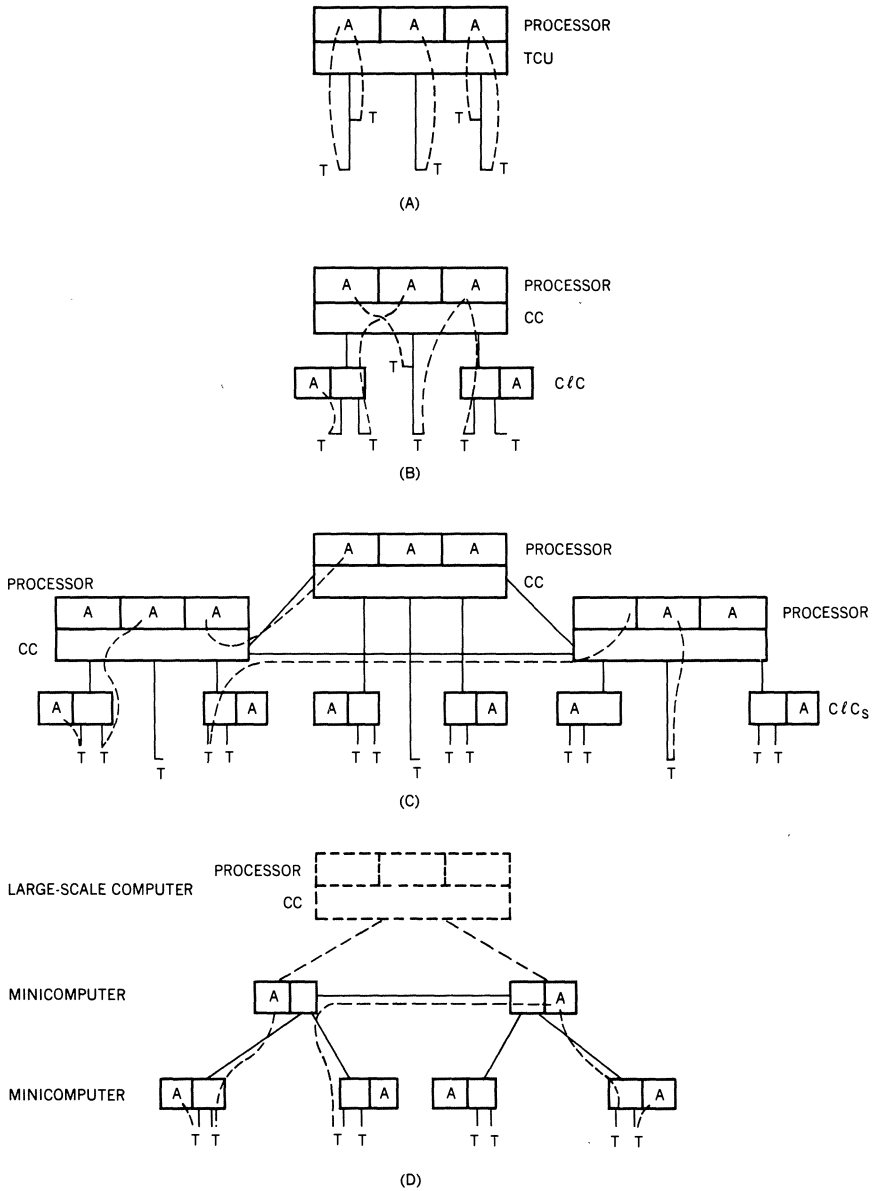 A A A PROCESSOR
TCU
T T
T T T
(A)
A A A PROCESSOR
CC
T
A A CℓC
T T T T T
(B)
A A A PROCESSOR
CC
PROCESSOR
A A A A A PROCESSOR
CC
A A A A A A CℓCS
T T T T T T T T T T T T
T T
(C)
PROCESSOR
LARGE-SCALE COMPUTER
CC
MINICOMPUTER A A
MINICOMPUTER A A A A
T T T T T T T T
(D)